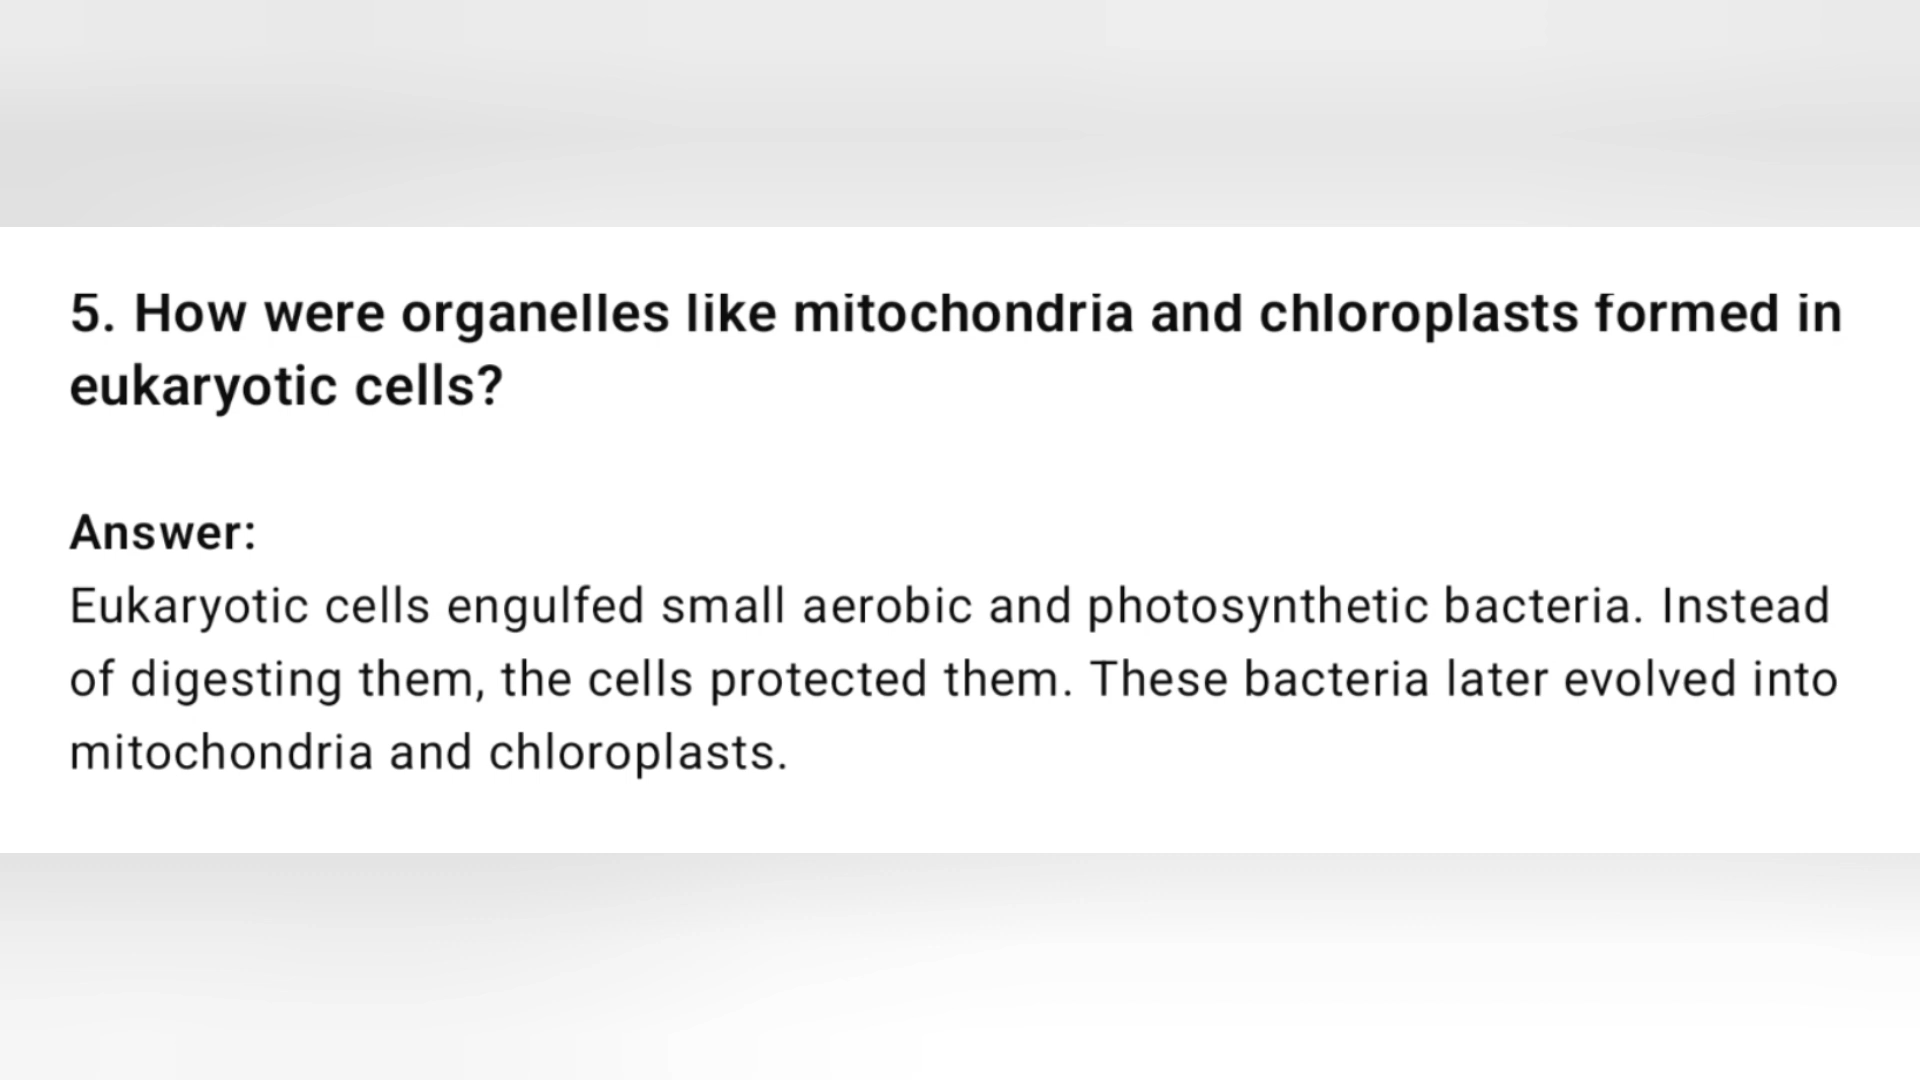 5. How were organelles like mitochondria and chloroplasts formed in
eukaryotic cells?
Answer:
Eukaryotic cells engulfed small aerobic and photosynthetic bacteria. Instead
of digesting them, the cells protected them. These bacteria later evolved into
mitochondria and chloroplasts.